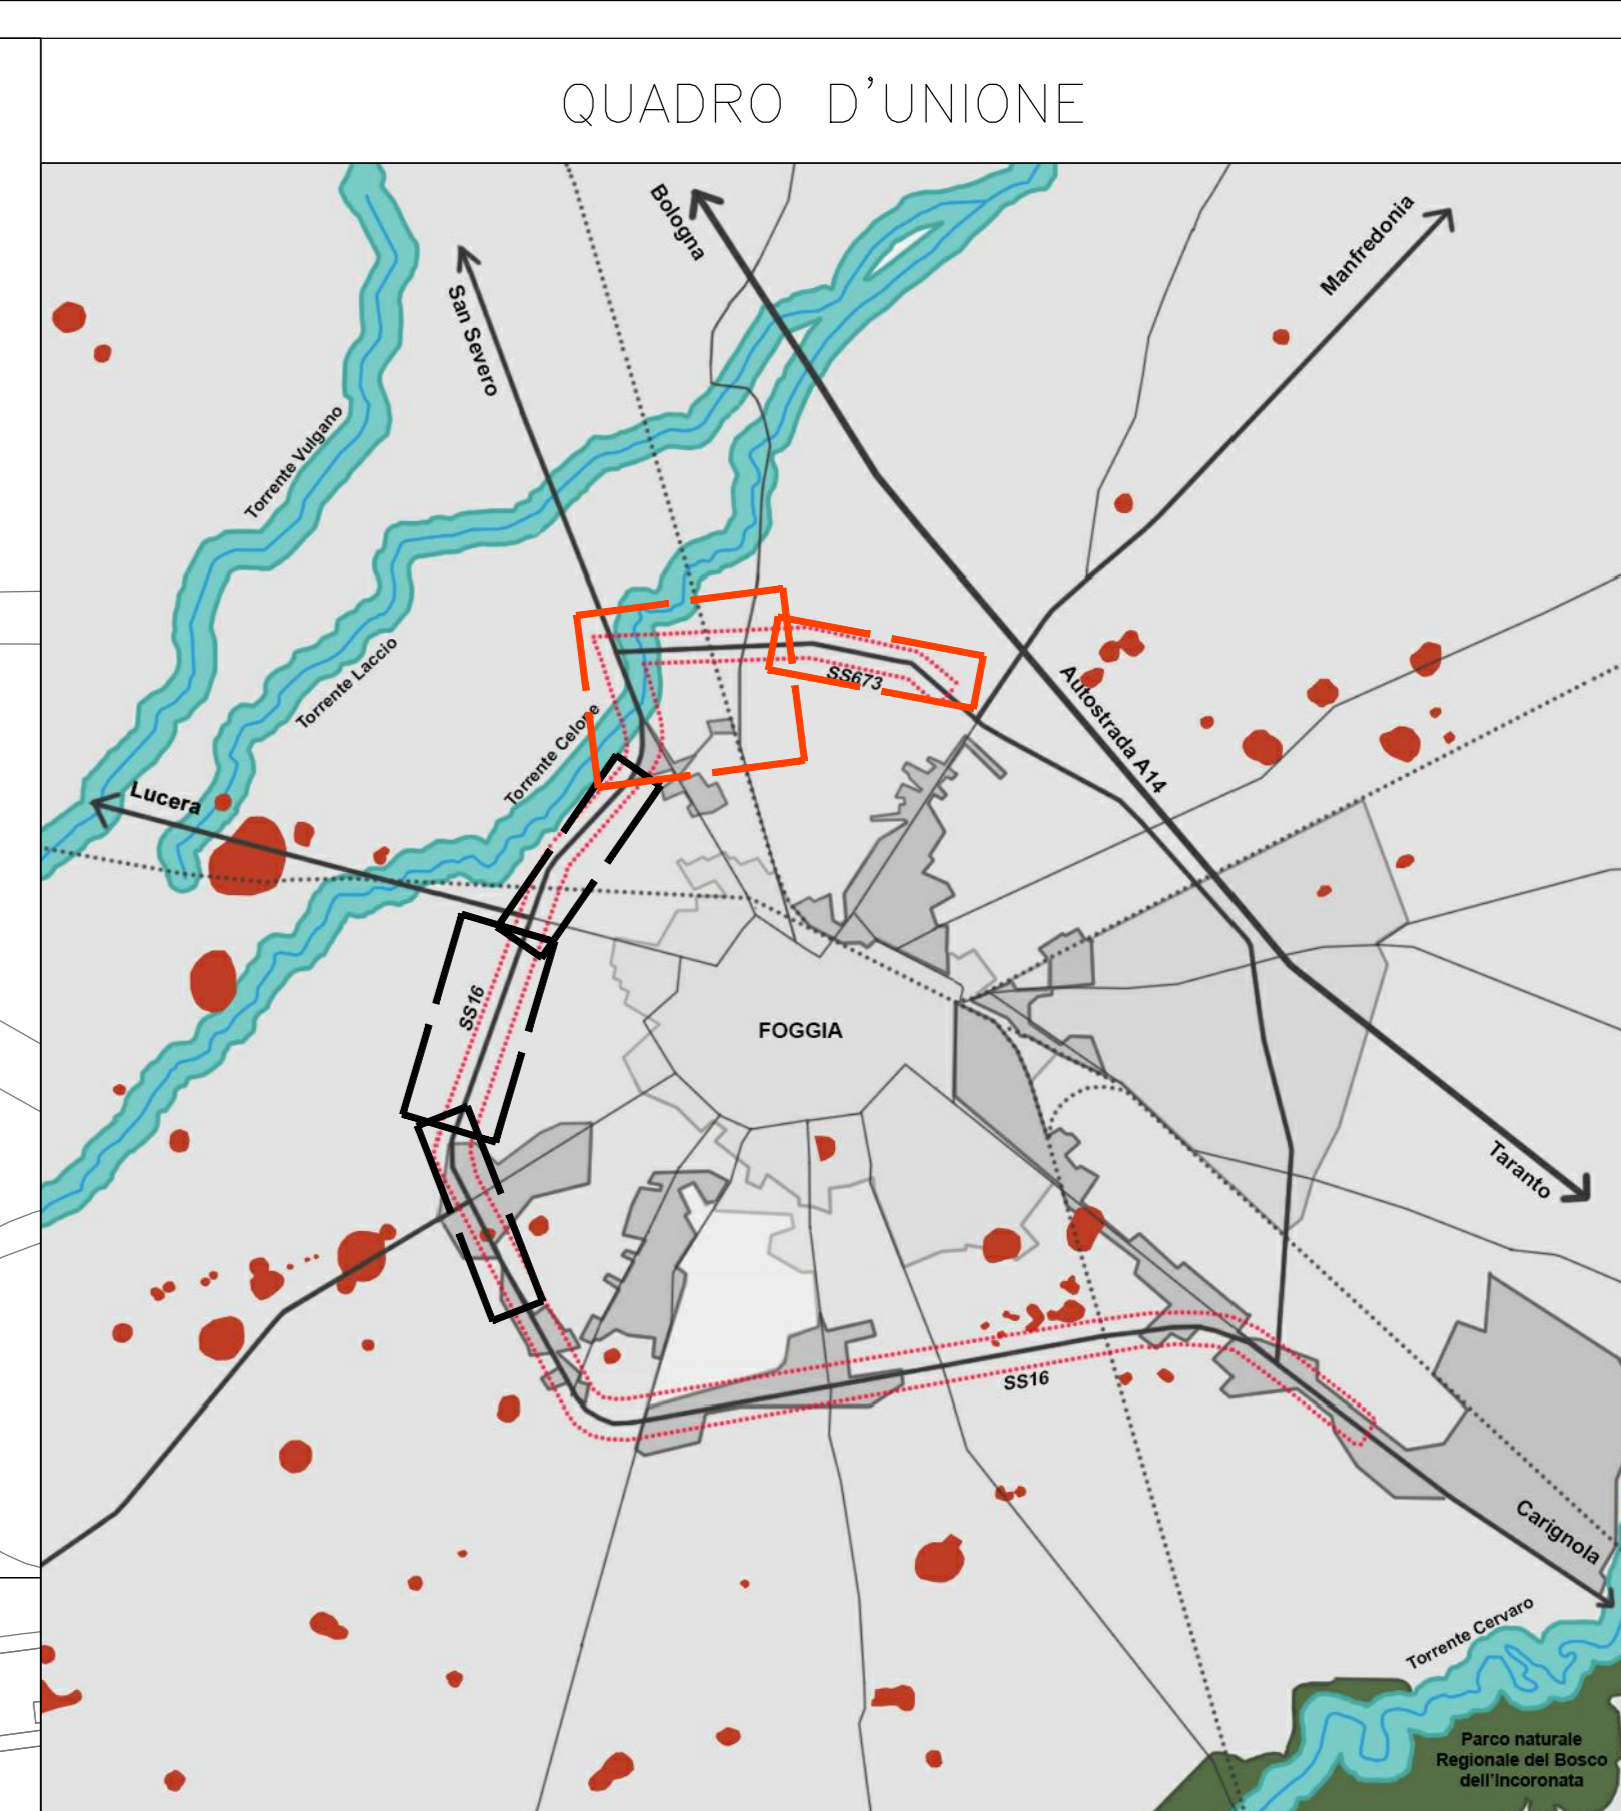 QUADRO D'UNIONE
Bologna
Manfredonia
San Severo
Torrente Vulgano
Torrente Laccio
SS673
Autostrada A14
Torrente Celone
Lucera
SS16
FOGGIA
Taranto
SS16
Carignola
Torrente Cervaro
Parco naturale
Regionale del Bosco
dell'Incoronata